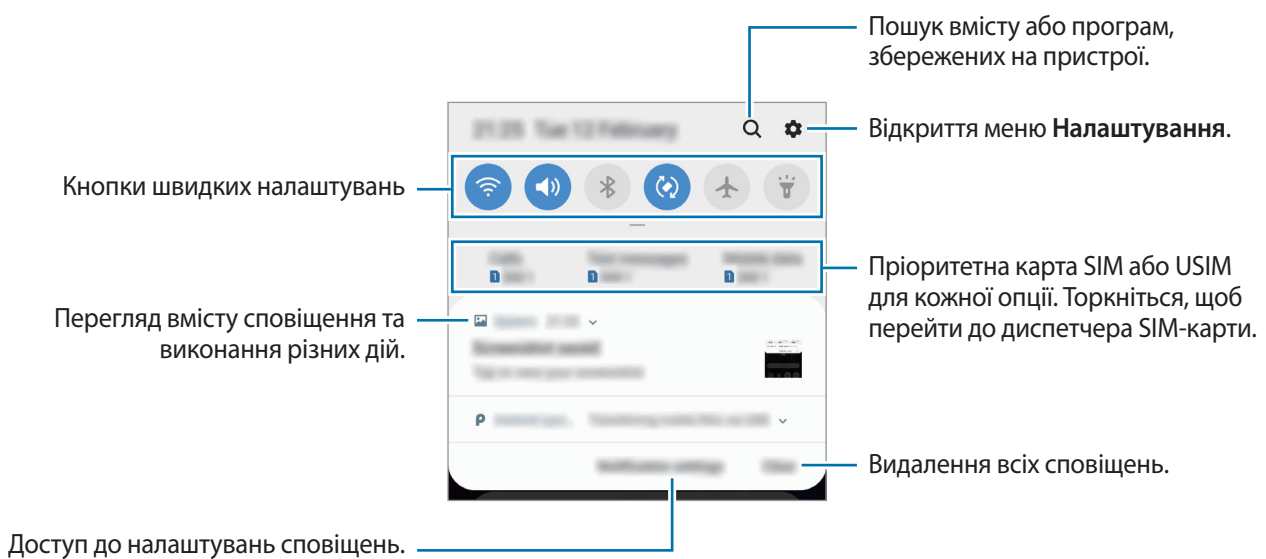 Пошук вмісту або програм,
збережених на пристрої.
Відкриття меню Налаштування.
Кнопки швидких налаштувань
Пріоритетна карта SIM або USIM
для кожної опції. Торкніться, щоб
перейти до диспетчера SIM-карти.
Перегляд вмісту сповіщення та
виконання різних дій.
Видалення всіх сповіщень.
Доступ до налаштувань сповіщень.